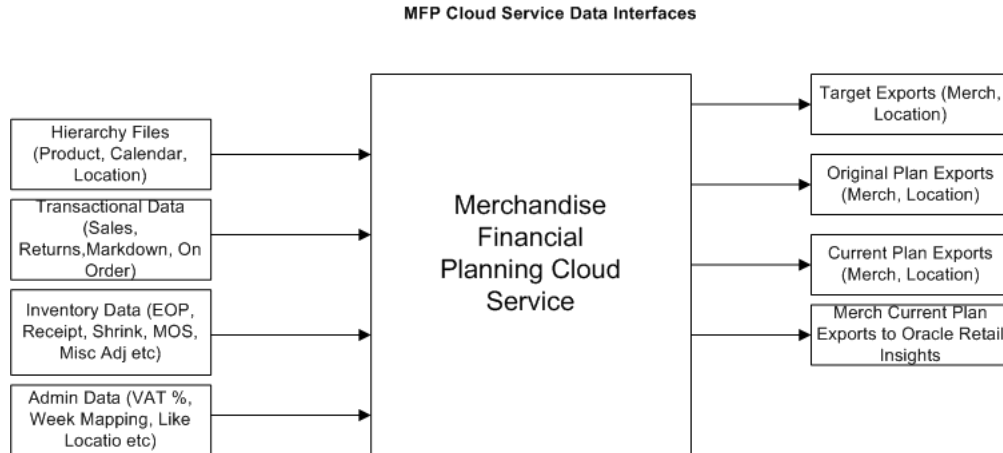 MFP Cloud Service Data Interfaces
Hierarchy Files
(Product, Calendar,
Location)
Transactional Data
(Sales,
Returns,Markdown, On
Order)
Inventory Data (EOP,
Receipt, Shrink, MOS,
Misc Adj etc)
Admin Data (VAT %,
Week Mapping, Like
Locatio etc)
Merchandise
Financial
Planning Cloud
Service
Target Exports (Merch,
Location)
Original Plan Exports
(Merch, Location)
Current Plan Exports
(Merch, Location)
Merch Current Plan
Exports to Oracle Retail
Insights